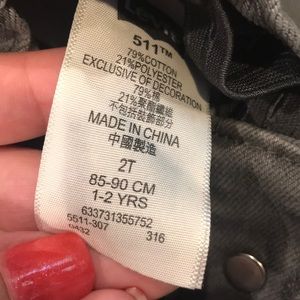 511™
79%COTTON
21%POLYESTER
EXCLUSIVE OF DECORATION
79%棉
21%聚酯纖維
不包括裝飾部分
MADE IN CHINA
中國製造
2T
85-90 CM
1-2 YRS
633731355752
5511-307 316
0432